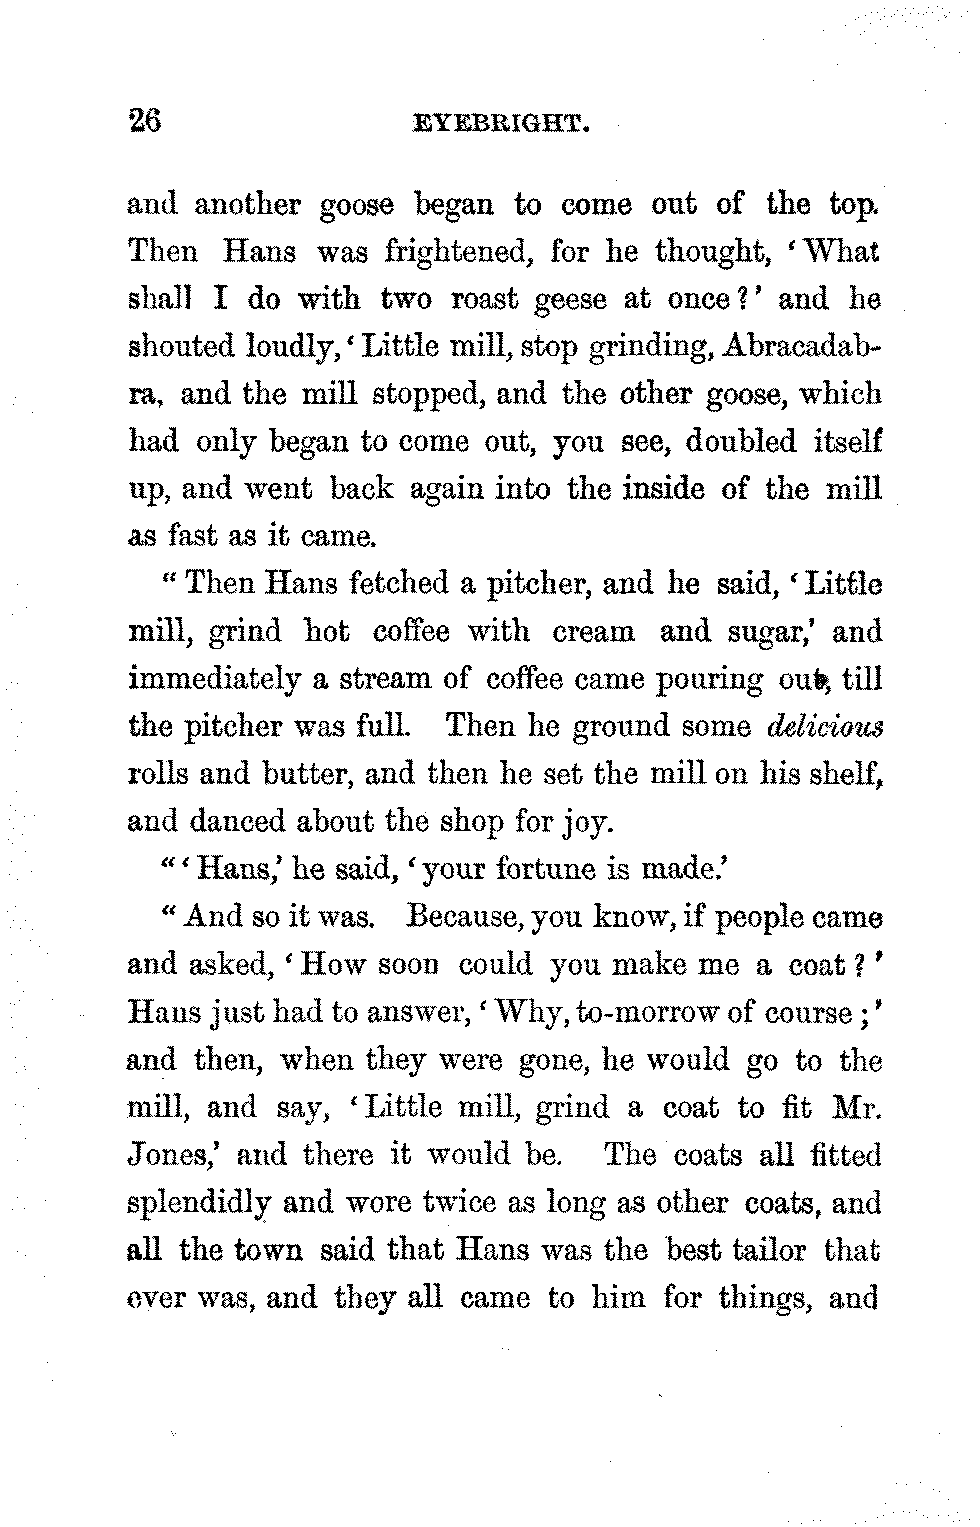 26 EYEBRIGHT.
and another goose began to come out of the top.
Then Hans was frightened, for he thought, ‘What
shall I do with two roast geese at once?’ and he
shouted loudly, ‘Little mill, stop grinding, Abracadab-
ra, and the mill stopped, and the other goose, which
had only began to come out, you see, doubled itself
up, and went back again into the inside of the mill
as fast as it came.
“Then Hans fetched a pitcher, and he said, ‘Little
mill, grind hot coffee with cream and sugar,’ and
immediately a stream of coffee came pouring out, till
the pitcher was full. Then he ground some delicious
rolls and butter, and then he set the mill on his shelf,
and danced about the shop for joy.
“‘Hans,’ he said, ‘your fortune is made.’
“And so it was. Because, you know, if people came
and asked, ‘How soon could you make me a coat?’
Hans just had to answer, ‘Why, to-morrow of course;’
and then, when they were gone, he would go to the
mill, and say, ‘Little mill, grind a coat to fit Mr.
Jones,’ and there it would be. The coats all fitted
splendidly and wore twice as long as other coats, and
all the town said that Hans was the best tailor that
ever was, and they all came to him for things, and